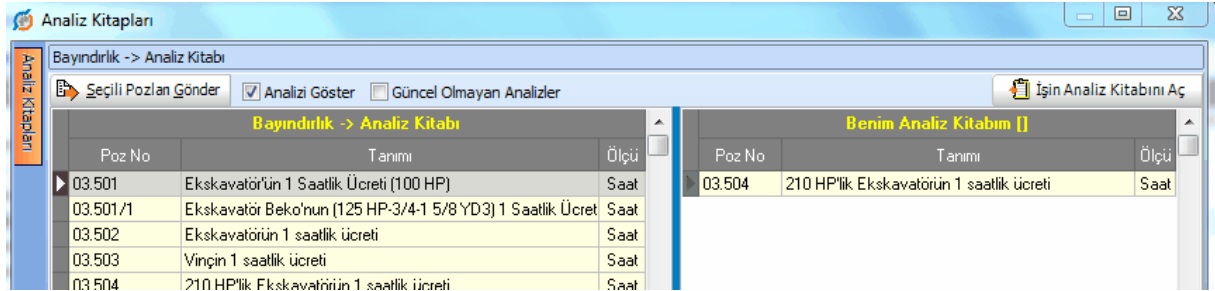 Analiz Kitapları
Analiz Kitapları
Bayındırlık -> Analiz Kitabı
Seçili Pozları Gönder Analizi Göster Güncel Olmayan Analizler İşin Analiz Kitabını Aç
Bayındırlık -> Analiz Kitabı
Poz No Tanımı Ölçü
03.501 Ekskavatör'ün 1 Saatlik Ücreti (100 HP) Saat
03.501/1 Ekskavatör Beko'nun (125 HP-3/4-1 5/8 YD3) 1 Saatlik Ücret Saat
03.502 Ekskavatörün 1 saatlik ücreti Saat
03.503 Vinçin 1 saatlik ücreti Saat
03.504 210 HP'lik Ekskavatörün 1 saatlik ücreti Saat
Benim Analiz Kitabım []
Poz No Tanımı Ölçü
03.504 210 HP'lik Ekskavatörün 1 saatlik ücreti Saat